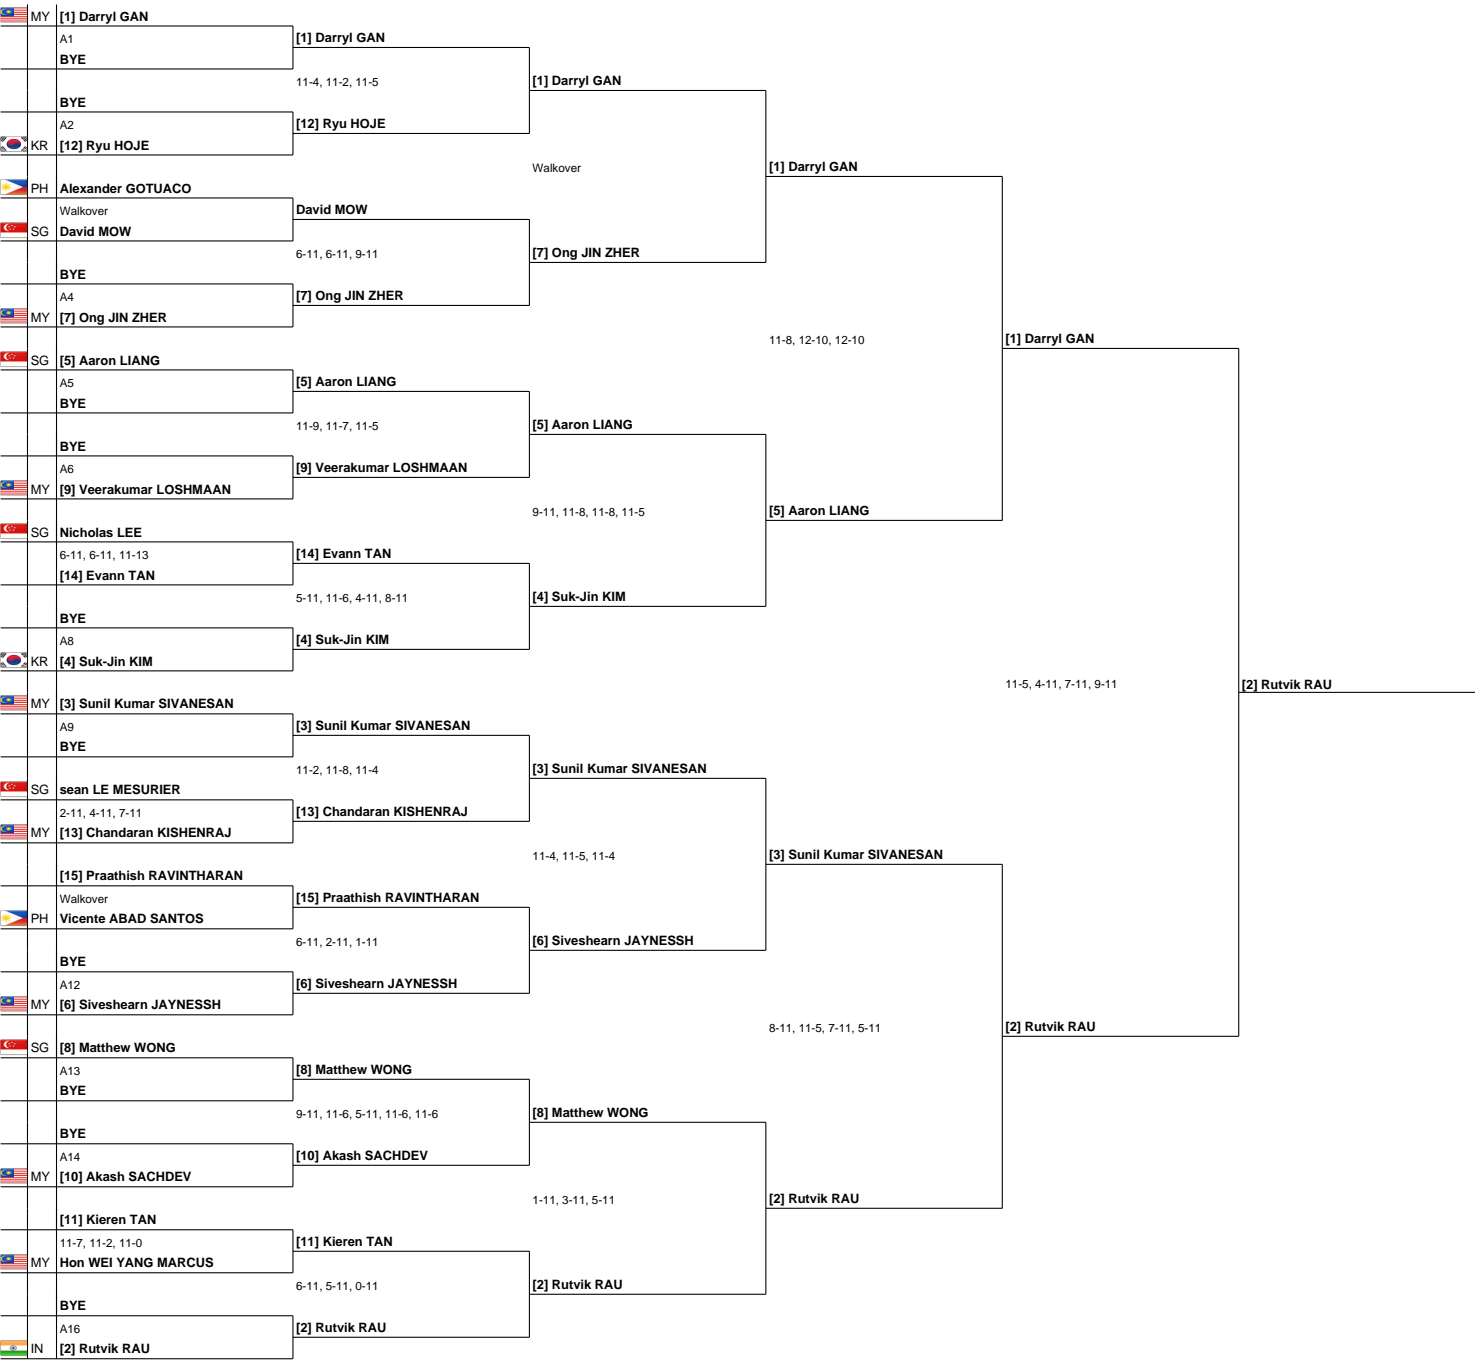 MY [1] Darryl GAN
A1
BYE
[1] Darryl GAN
11-4, 11-2, 11-5
[1] Darryl GAN
BYE
A2
[12] Ryu HOJE
KR [12] Ryu HOJE
Walkover
[1] Darryl GAN
PH Alexander GOTUACO
Walkover
David MOW
SG David MOW
6-11, 6-11, 9-11
[7] Ong JIN ZHER
BYE
A4
[7] Ong JIN ZHER
MY [7] Ong JIN ZHER
11-8, 12-10, 12-10
[1] Darryl GAN
SG [5] Aaron LIANG
A5
[5] Aaron LIANG
BYE
11-9, 11-7, 11-5
[5] Aaron LIANG
BYE
A6
[9] Veerakumar LOSHMAAN
MY [9] Veerakumar LOSHMAAN
9-11, 11-8, 11-8, 11-5
[5] Aaron LIANG
SG Nicholas LEE
6-11, 6-11, 11-13
[14] Evann TAN
[14] Evann TAN
5-11, 11-6, 4-11, 8-11
[4] Suk-Jin KIM
BYE
A8
[4] Suk-Jin KIM
KR [4] Suk-Jin KIM
11-5, 4-11, 7-11, 9-11
[2] Rutvik RAU
MY [3] Sunil Kumar SIVANESAN
A9
[3] Sunil Kumar SIVANESAN
BYE
11-2, 11-8, 11-4
[3] Sunil Kumar SIVANESAN
SG sean LE MESURIER
2-11, 4-11, 7-11
[13] Chandaran KISHENRAJ
MY [13] Chandaran KISHENRAJ
11-4, 11-5, 11-4
[3] Sunil Kumar SIVANESAN
[15] Praathish RAVINTHARAN
Walkover
[15] Praathish RAVINTHARAN
PH Vicente ABAD SANTOS
6-11, 2-11, 1-11
[6] Siveshearn JAYNESSH
BYE
A12
[6] Siveshearn JAYNESSH
MY [6] Siveshearn JAYNESSH
8-11, 11-5, 7-11, 5-11
[2] Rutvik RAU
SG [8] Matthew WONG
A13
[8] Matthew WONG
BYE
9-11, 11-6, 5-11, 11-6, 11-6
[8] Matthew WONG
BYE
A14
[10] Akash SACHDEV
MY [10] Akash SACHDEV
1-11, 3-11, 5-11
[2] Rutvik RAU
[11] Kieren TAN
11-7, 11-2, 11-0
[11] Kieren TAN
MY Hon WEI YANG MARCUS
6-11, 5-11, 0-11
[2] Rutvik RAU
BYE
A16
[2] Rutvik RAU
IN [2] Rutvik RAU